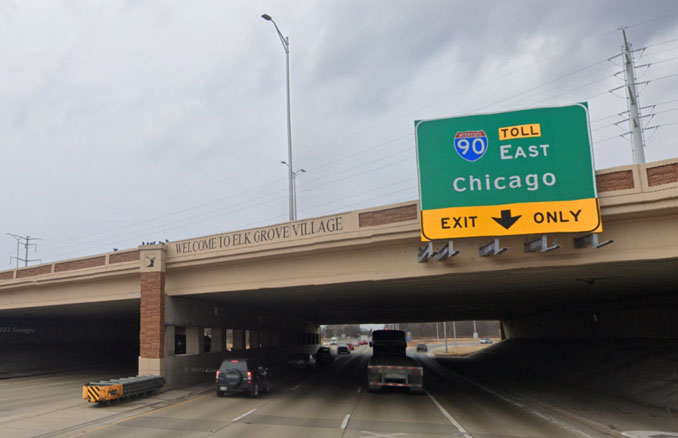 WELCOME TO ELK GROVE VILLAGE
INTERSTATE
90
TOLL
EAST
Chicago
EXIT ONLY